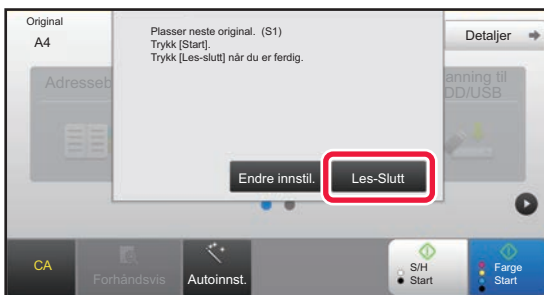 Original
A4
Plasser neste original. (S1)
Trykk [Start].
Trykk [Les-slutt] når du er ferdig.
Detaljer
Adresseb
anning til
DD/USB
Endre innstil.
Les-Slutt
CA
Forhåndsvis
Autoinnst.
S/H
Start
Farge
Start